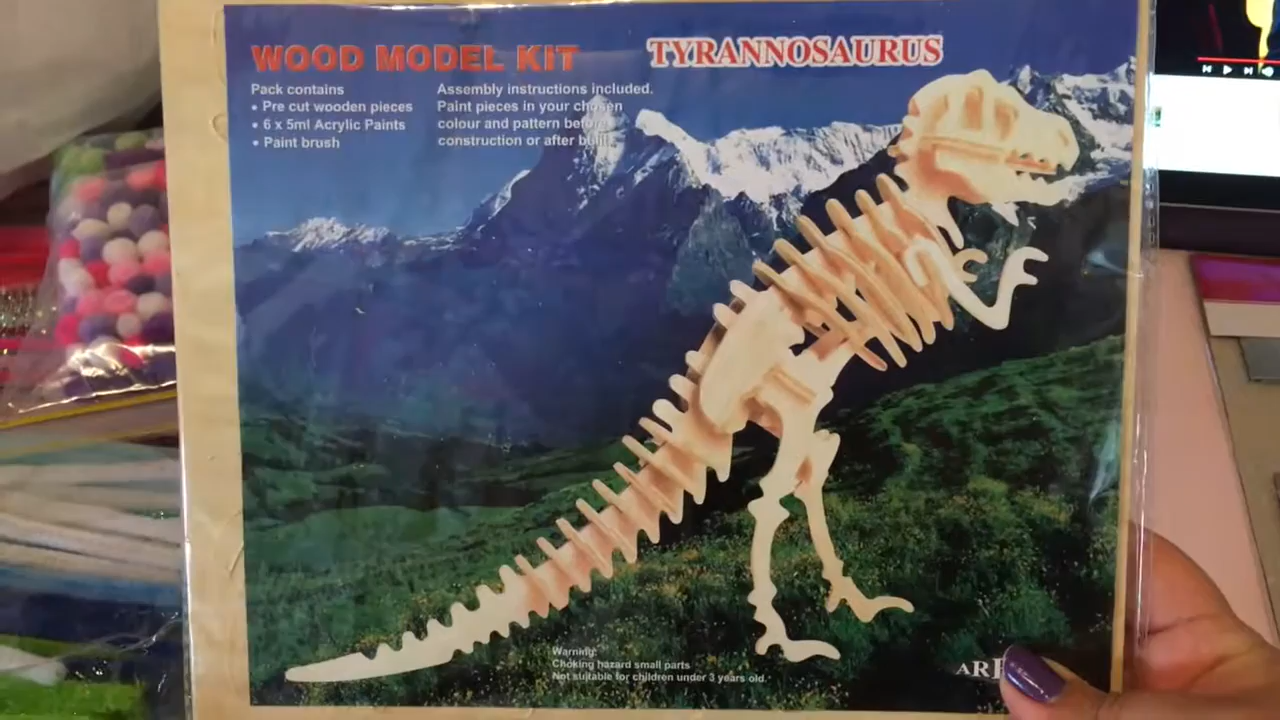 WOOD MODEL KIT
TYRANNOSAURUS
Pack contains
• Pre cut wooden pieces
• 6 x 5ml Acrylic Paints
• Paint brush
Assembly instructions included.
Paint pieces in your chosen
colour and pattern before
construction or after built.
Warning:
Choking hazard small parts
Not suitable for children under 3 years old.